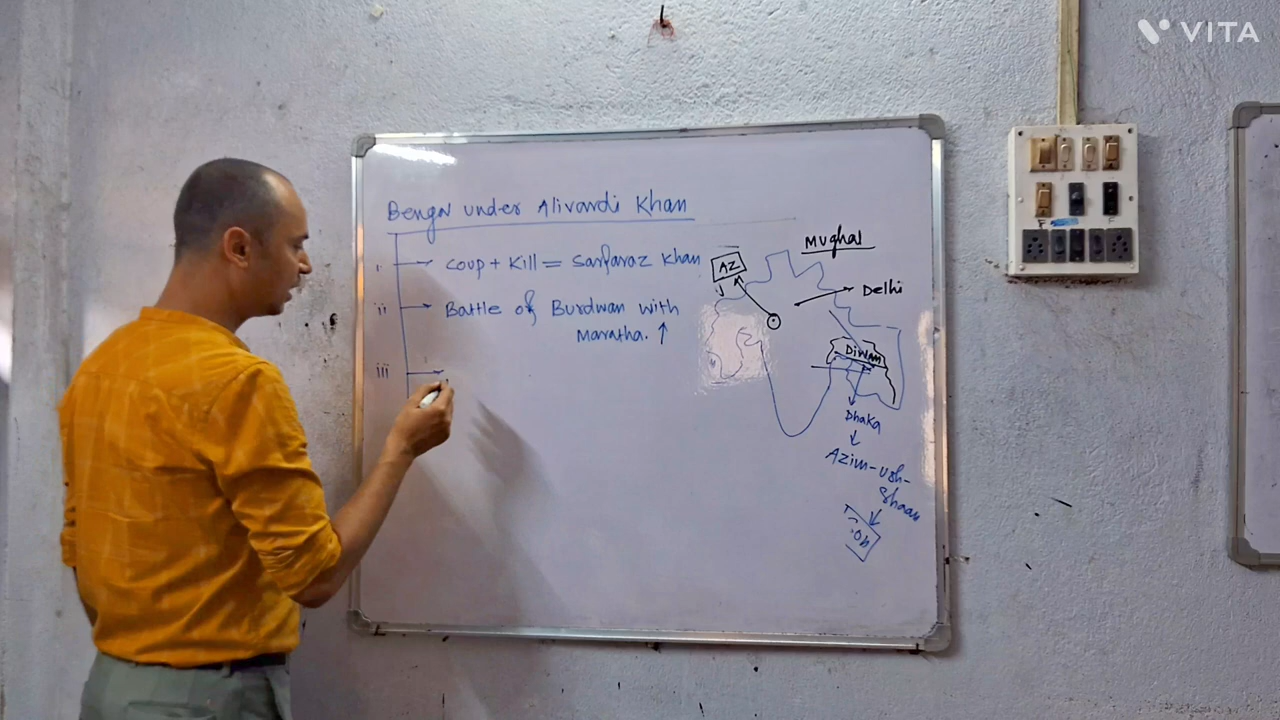 VITA
Bengal under Alivardi Khan
i → Coup + Kill = Sarfaraz Khan
ii → Battle of Burdwan with
Maratha. ↑
iii →
Mughal
AZ
Delhi
Diwan
Dhaka
↓
Azim-ush-
Shaan
F F